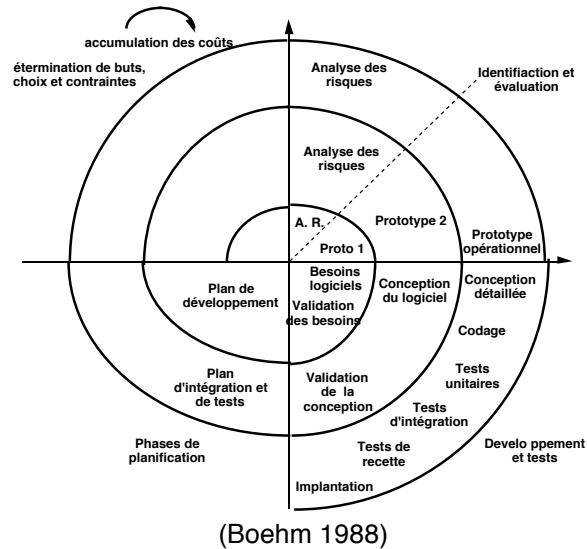 accumulation des coûts
étermination de buts,
choix et contraintes
Analyse des
risques
Identifiaction et
évaluation
Analyse des
risques
A. R.
Prototype 2
Proto 1
Prototype
opérationnel
Besoins
logiciels
Plan de
développement
Validation
des besoins
Conception
du logiciel
Conception
détaillée
Codage
Plan
d'intégration et
de tests
Validation
de la
conception
Tests
unitaires
Tests
d'intégration
Phases de
planification
Tests de
recette
Develo ppement
et tests
Implantation
(Boehm 1988)